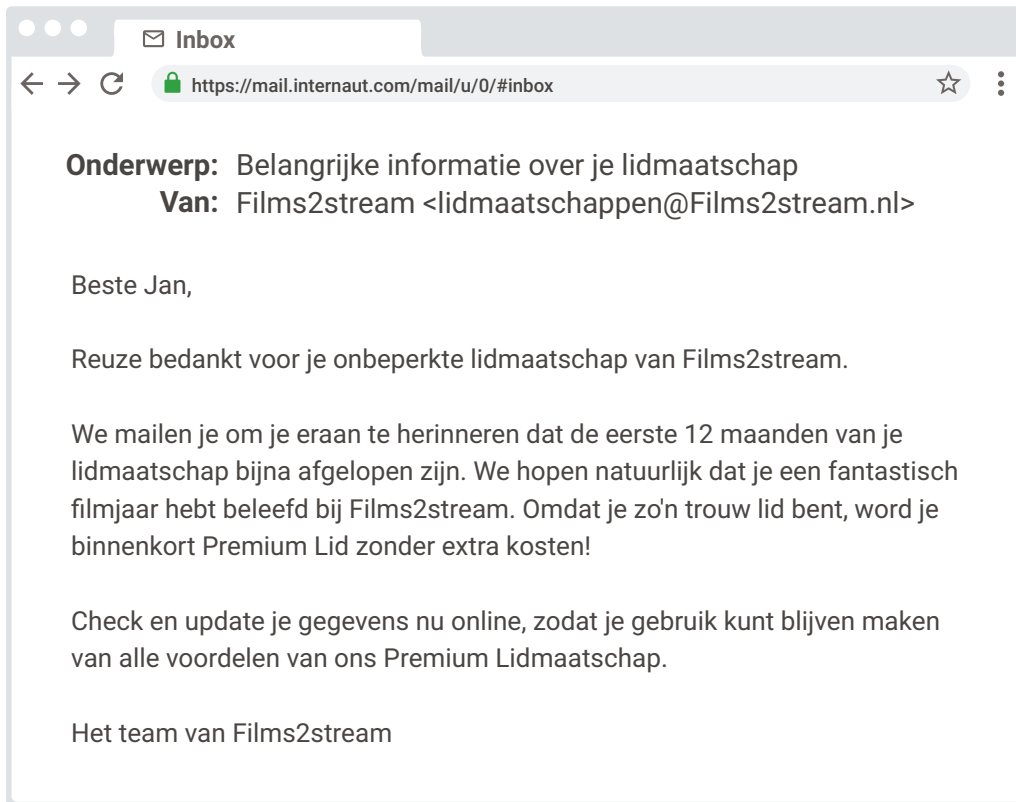 Inbox
https://mail.internaut.com/mail/u/0/#inbox
Onderwerp: Belangrijke informatie over je lidmaatschap
Van: Films2stream <lidmaatschappen@Films2stream.nl>
Beste Jan,
Reuze bedankt voor je onbeperkte lidmaatschap van Films2stream.
We mailen je om je eraan te herinneren dat de eerste 12 maanden van je
lidmaatschap bijna afgelopen zijn. We hopen natuurlijk dat je een fantastisch
filmjaar hebt beleefd bij Films2stream. Omdat je zo'n trouw lid bent, word je
binnenkort Premium Lid zonder extra kosten!
Check en update je gegevens nu online, zodat je gebruik kunt blijven maken
van alle voordelen van ons Premium Lidmaatschap.
Het team van Films2stream